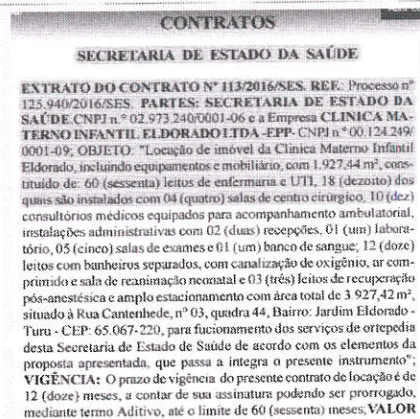 CONTRATOS
SECRETARIA DE ESTADO DA SAÚDE
EXTRATO DO CONTRATO Nº 113/2016/SES. REF.: Processo nº
125.940/2016/SES. PARTES: SECRETARIA DE ESTADO DA
SAÚDE.CNPJ n.º 02.973.240/0001-06 e a Empresa CLINICA MA-
TERNO INFANTIL ELDORADO LTDA -EPP- CNPJ n.º 00.124.249/
0001-09; OBJETO: "Locação de imóvel da Clinica Materno Infantil
Eldorado, incluindo equipamentos e mobiliário, com 1.927,44 m², cons-
tituído de: 60 (sessenta) leitos de enfermaria e UTI, 18 (dezoito) dos
quais são instalados com 04 (quatro) salas de centro cirurgico, 10 (dez)
consultórios médicos equipados para acompanhamento ambulatorial,
instalações administrativas com 02 (duas) recepções, 01 (um) labora-
tório, 05 (cinco) salas de exames e 01 (um) banco de sangue; 12 (doze)
leitos com banheiros separados, com canalização de oxigênio, ar com-
primido e sala de reanimação neonatal e 03 (três) leitos de recuperação
pós-anestésica e amplo estacionamento com área total de 3 927,42 m²,
situado à Rua Cantenhede, nº 03, quadra 44, Bairro: Jardim Eldorado -
Turu - CEP: 65.067-220, para fucionamento dos serviços de ortepedia
desta Secretaria de Estado de Saúde de acordo com os elementos da
proposta apresentada, que passa a integra o presente instrumento";
VIGÊNCIA: O prazo de vigência do presente contrato de locação é de
12 (doze) meses, a contar de sua assinatura podendo ser prorrogado,
mediante termo Aditivo, até o limite de 60 (sessenta) meses, VALOR: